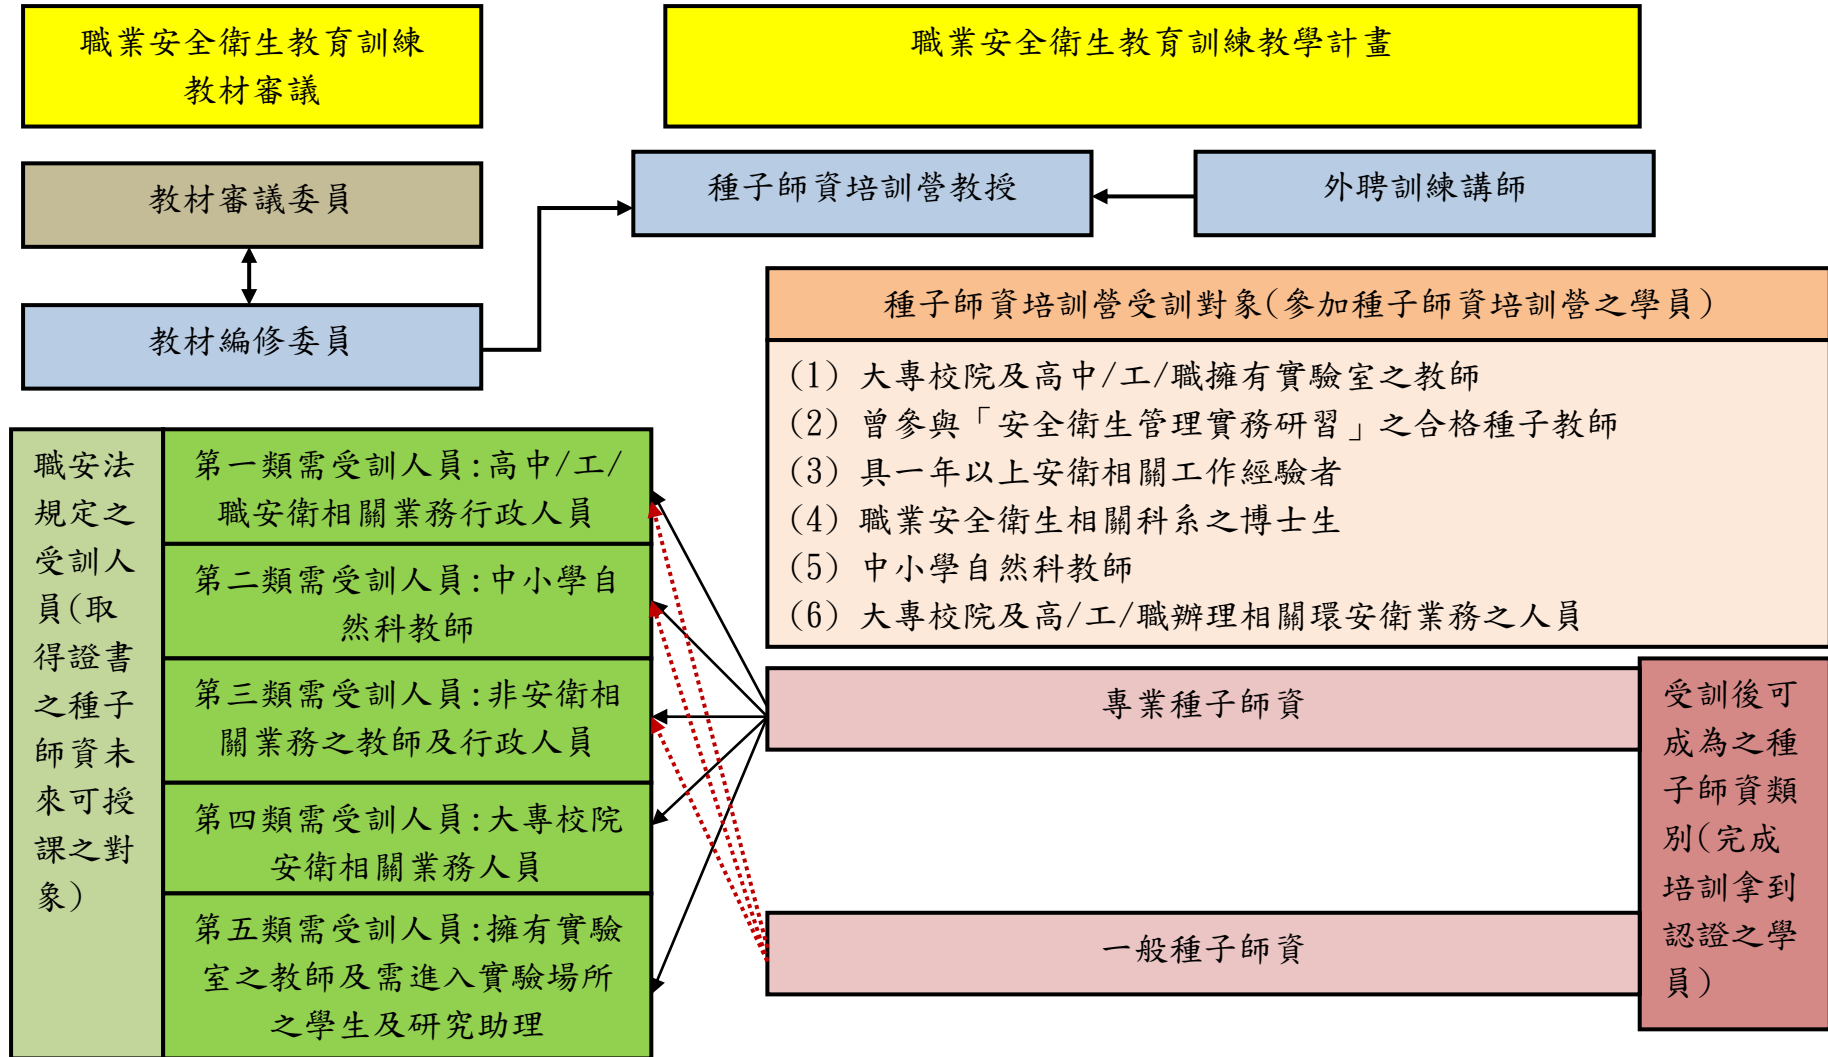 職業安全衛生教育訓練
教材審議
職業安全衛生教育訓練教學計畫
教材審議委員
種子師資培訓營教授
外聘訓練講師
教材編修委員
種子師資培訓營受訓對象(參加種子師資培訓營之學員)
(1) 大專校院及高中/工/職擁有實驗室之教師
(2) 曾參與「安全衛生管理實務研習」之合格種子教師
(3) 具一年以上安衛相關工作經驗者
(4) 職業安全衛生相關科系之博士生
(5) 中小學自然科教師
(6) 大專校院及高/工/職辦理相關環安衛業務之人員
職安法
規定之
受訓人
員(取
得證書
之種子
師資未
來可授
課之對
象)
第一類需受訓人員:高中/工/
職安衛相關業務行政人員
第二類需受訓人員:中小學自
然科教師
第三類需受訓人員:非安衛相
關業務之教師及行政人員
第四類需受訓人員:大專校院
安衛相關業務人員
第五類需受訓人員:擁有實驗
室之教師及需進入實驗場所
之學生及研究助理
專業種子師資
一般種子師資
受訓後可
成為之種
子師資類
別(完成
培訓拿到
認證之學
員)